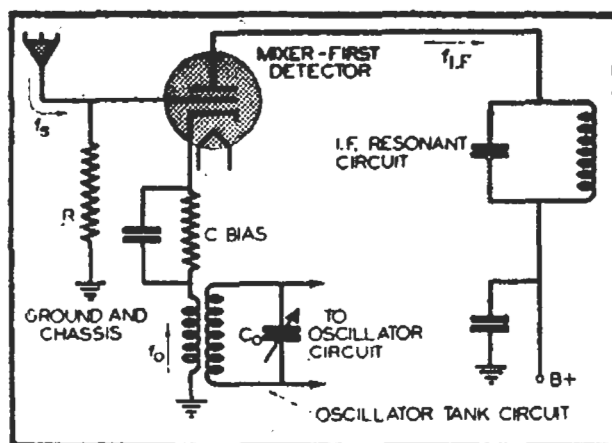 MIXER-FIRST
DETECTOR
fI.F
fs
I.F. RESONANT
CIRCUIT
R
C BIAS
GROUND AND
CHASSIS
fo
Co
TO
OSCILLATOR
CIRCUIT
B+
OSCILLATOR TANK CIRCUIT